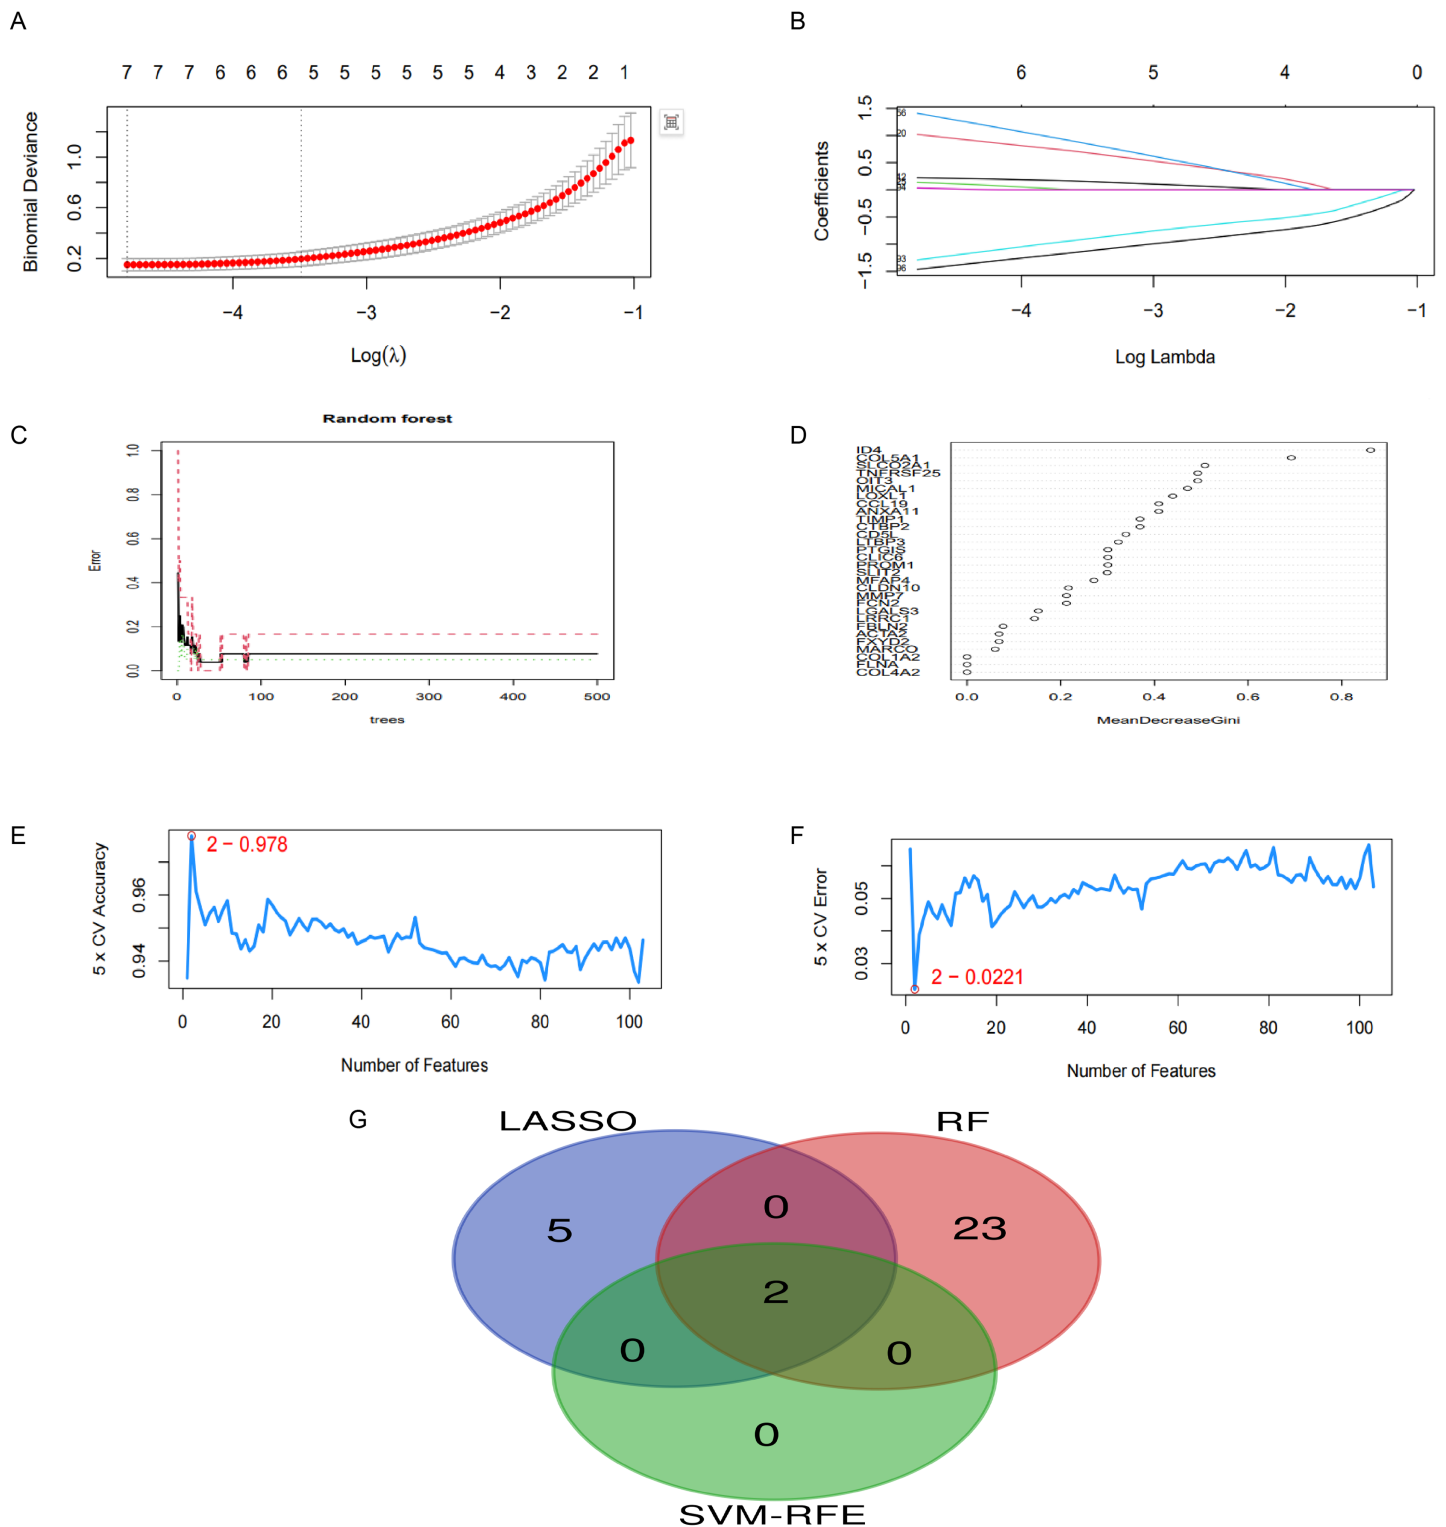 A
B
7 7 7 6 6 6 5 5 5 5 5 5 4 3 2 2 1
6 5 4 0
Binomial Deviance
0.2 0.6 1.0
−4 −3 −2 −1
Log(λ)
Coefficients
−1.5 −0.5 0.5 1.5
56
20
93
96
−4 −3 −2 −1
Log Lambda
C
Random forest
Error
0.0 0.2 0.4 0.6 0.8 1.0
0 100 200 300 400 500
trees
D
ID4
COL5A1
SLCO2A1
TNFRSF25
OIT3
MICAL1
LOXL1
CCL19
ANXA11
TIMP1
CTBP2
CD5L
LTBP3
PTGIS
CLIC6
PROM1
SLIT2
MFAP4
CLDN10
MMP7
FCN2
LGALS3
LRRC1
FBLN2
ACTA2
FXYD2
MARCO
COL1A2
FLNA
COL4A2
0.0 0.2 0.4 0.6 0.8
MeanDecreaseGini
E
5 x CV Accuracy
0.94 0.96
2 − 0.978
0 20 40 60 80 100
Number of Features
F
5 x CV Error
0.03 0.05
2 − 0.0221
0 20 40 60 80 100
Number of Features
G
LASSO
RF
5
0
23
2
0
0
0
SVM-RFE